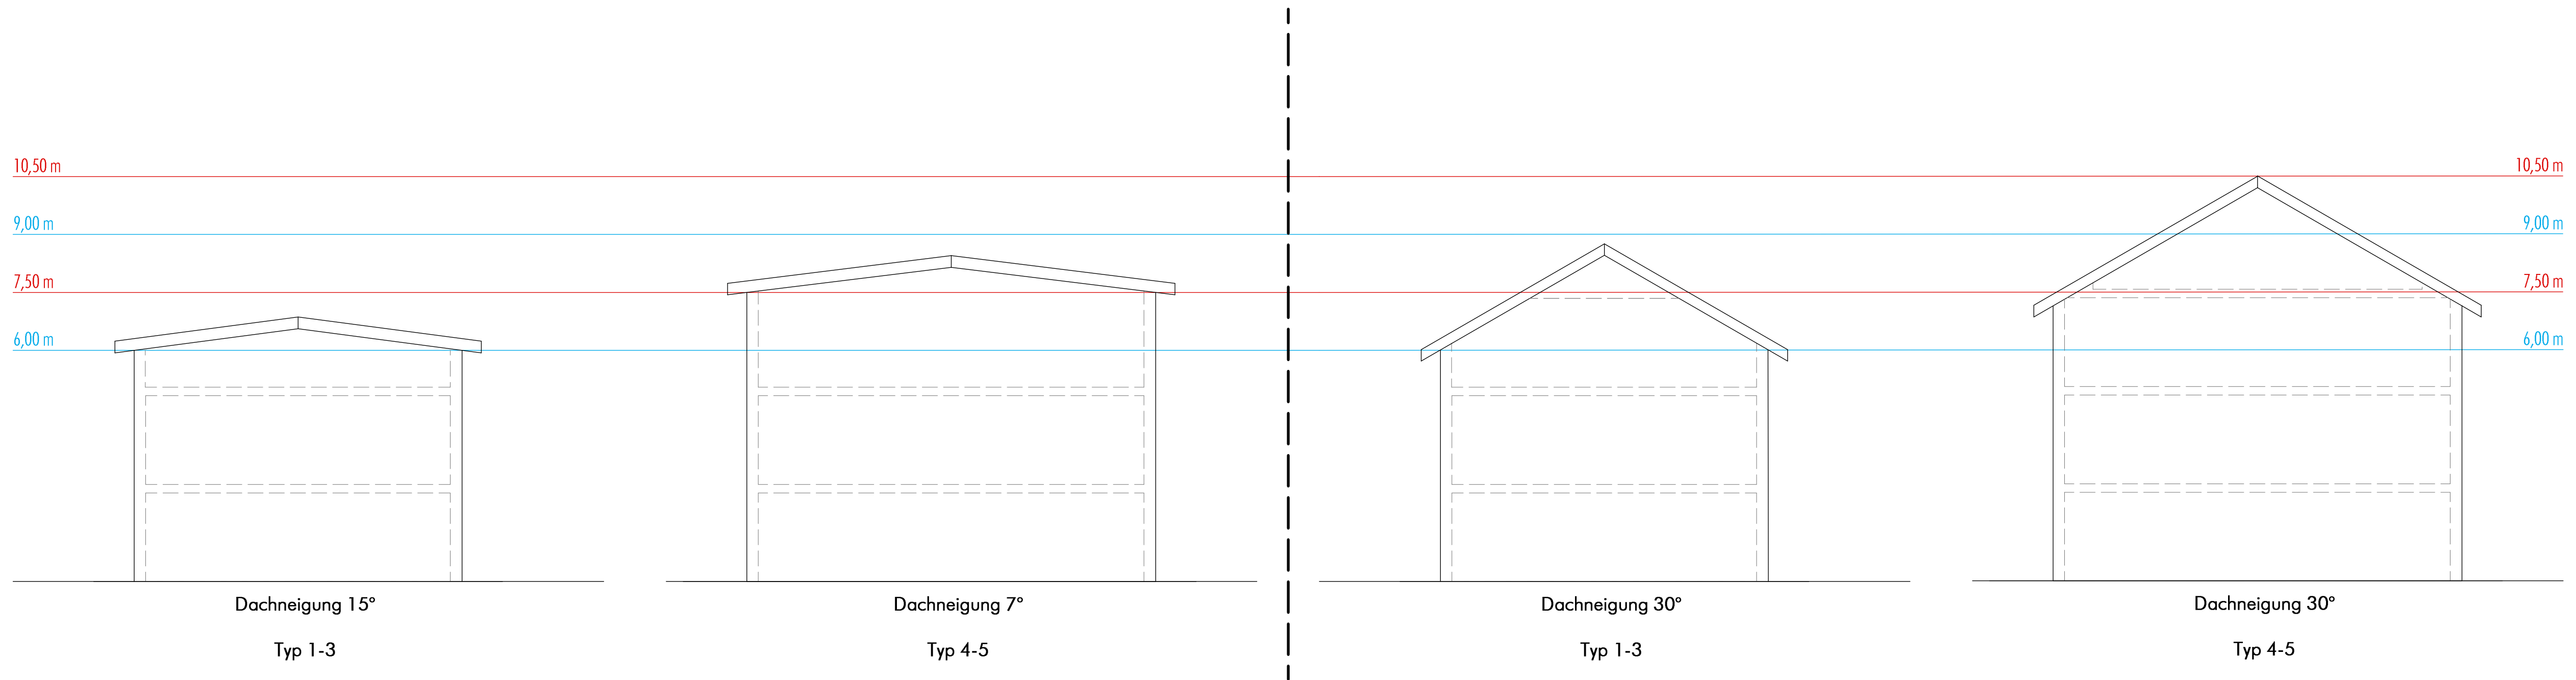 10,50 m
10,50 m
9,00 m
9,00 m
7,50 m
7,50 m
6,00 m
6,00 m
Dachneigung 15°
Dachneigung 7°
Dachneigung 30°
Dachneigung 30°
Typ 1-3
Typ 4-5
Typ 1-3
Typ 4-5